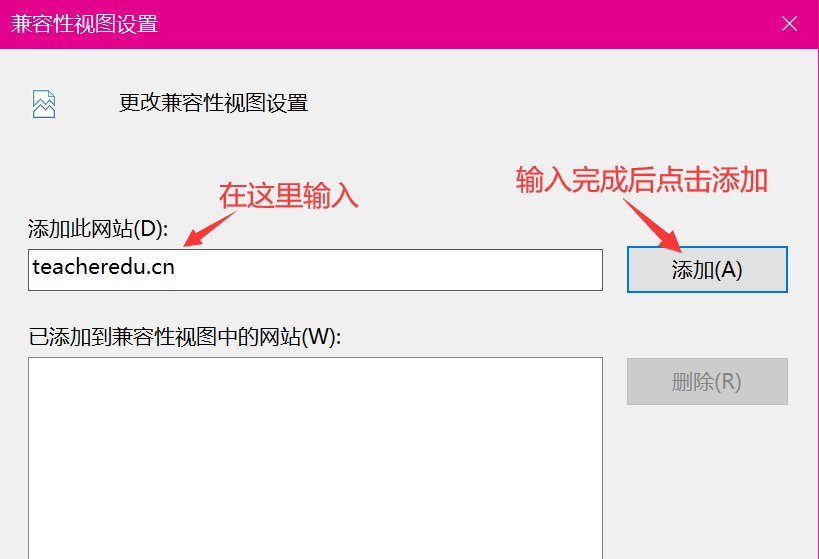 兼容性视图设置
更改兼容性视图设置
输入完成后点击添加
在这里输入
添加此网站(D):
teacheredu.cn
添加(A)
已添加到兼容性视图中的网站(W):
删除(R)